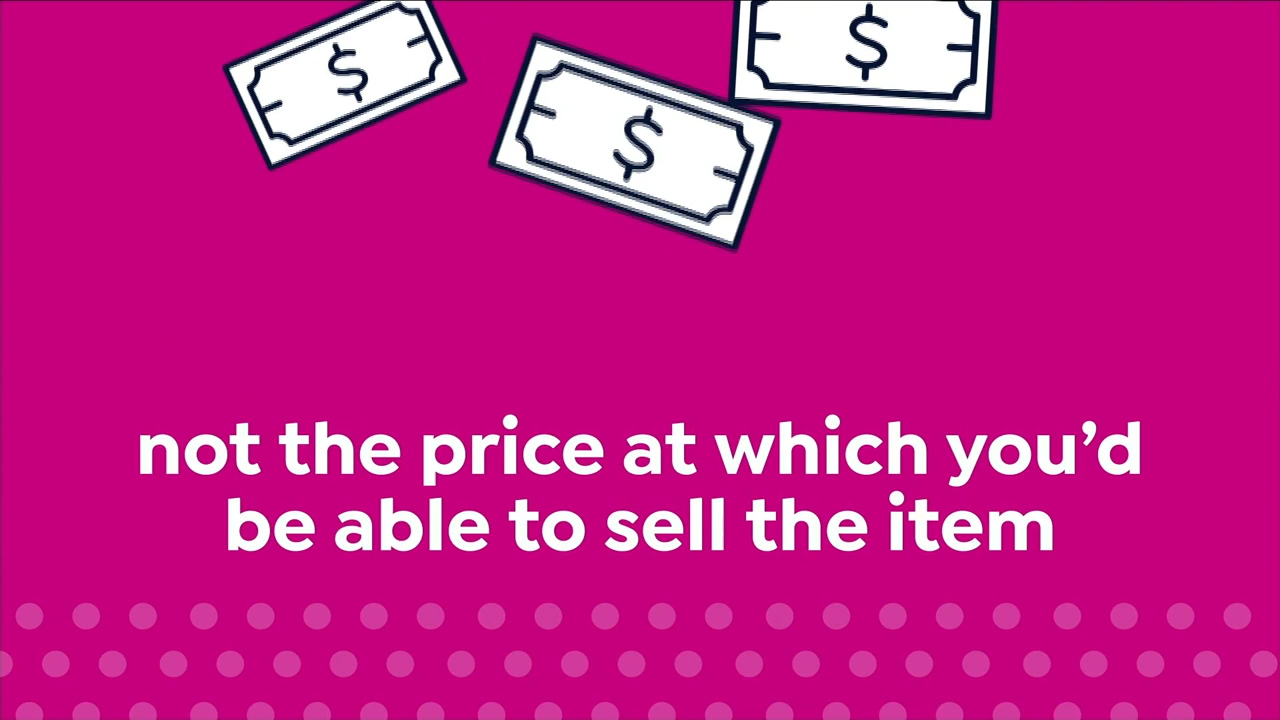 $
$
$
not the price at which you’d
be able to sell the item